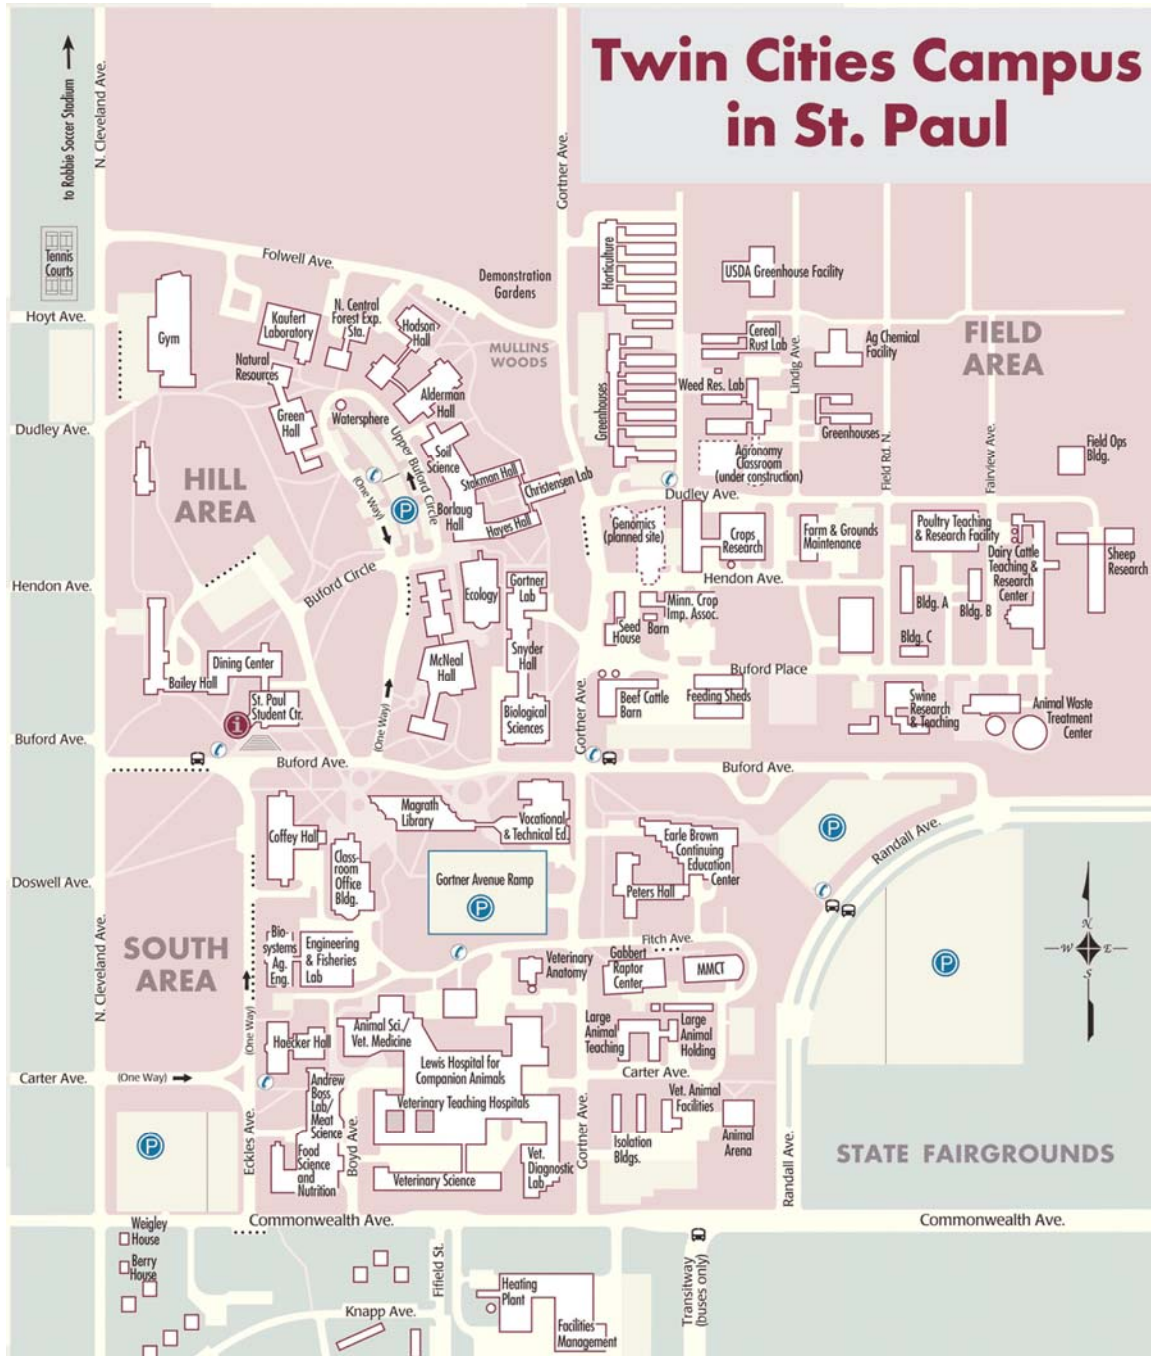 Twin Cities Campus
in St. Paul
to Robbie Soccer Stadium
N. Cleveland Ave.
Gortner Ave.
Tennis
Courts
Folwell Ave.
Demonstration
Gardens
Horticulture
USDA Greenhouse Facility
Hoyt Ave.
Gym
Kaufert
Laboratory
N. Central
Forest Exp.
Sta.
Hodson
Hall
MULLINS
WOODS
Cereal
Rust Lab
Lindig Ave.
Ag Chemical
Facility
FIELD
AREA
Natural
Resources
Green
Hall
Watersphere
Alderman
Hall
Greenhouses
Weed Res. Lab
Greenhouses
Dudley Ave.
Upper Buford Circle
Soil
Science
Stakman Hall
Christensen Lab
Agronomy
Classroom
(under construction)
Field Rd. N.
Fairview Ave.
Field Ops
Bldg.
HILL
AREA
(One Way)
P
Borlaug
Hall
Hayes Hall
Dudley Ave.
Genomics
(planned site)
Crops
Research
Farm & Grounds
Maintenance
Poultry Teaching
& Research Facility
Dairy Cattle
Teaching &
Research
Center
Sheep
Research
Hendon Ave.
Buford Circle
Ecology
Gortner
Lab
Hendon Ave.
Seed
House
Barn
Minn. Crop
Imp. Assoc.
Bldg. A
Bldg. B
Bldg. C
Dining Center
Bailey Hall
McNeal
Hall
Snyder
Hall
Buford Place
St. Paul
Student Ctr.
i
(One Way)
Biological
Sciences
Gortner Ave.
Beef Cattle
Barn
Feeding Sheds
Swine
Research
& Teaching
Animal Waste
Treatment
Center
Buford Ave.
Buford Ave.
Buford Ave.
Coffey Hall
Magrath
Library
Vocational
& Technical Ed.
Earle Brown
Continuing
Education
Center
P
Randall Ave.
Class-
room
Office
Bldg.
Gortner Avenue Ramp
P
Peters Hall
Doswell Ave.
N. Cleveland Ave.
SOUTH
AREA
Bio-
systems
Ag.
Eng.
Engineering
& Fisheries
Lab
Fitch Ave.
Veterinary
Anatomy
Gabbert
Raptor
Center
MMCT
P
N
W
E
S
(One Way)
Haecker Hall
Animal Sci./
Vet. Medicine
Large
Animal
Teaching
Large
Animal
Holding
Lewis Hospital for
Companion Animals
Carter Ave.
(One Way)
Carter Ave.
Andrew
Boss
Lab/
Meat
Science
Veterinary Teaching Hospitals
Vet. Animal
Facilities
P
Eckles Ave.
Boyd Ave.
Gortner Ave.
Isolation
Bldgs.
Animal
Arena
Randall Ave.
STATE FAIRGROUNDS
Food
Science
and
Nutrition
Veterinary Science
Vet.
Diagnostic
Lab
Commonwealth Ave.
Commonwealth Ave.
Weigley
House
Berry
House
Fifield St.
Transitway
(buses only)
Heating
Plant
Knapp Ave.
Facilities
Management